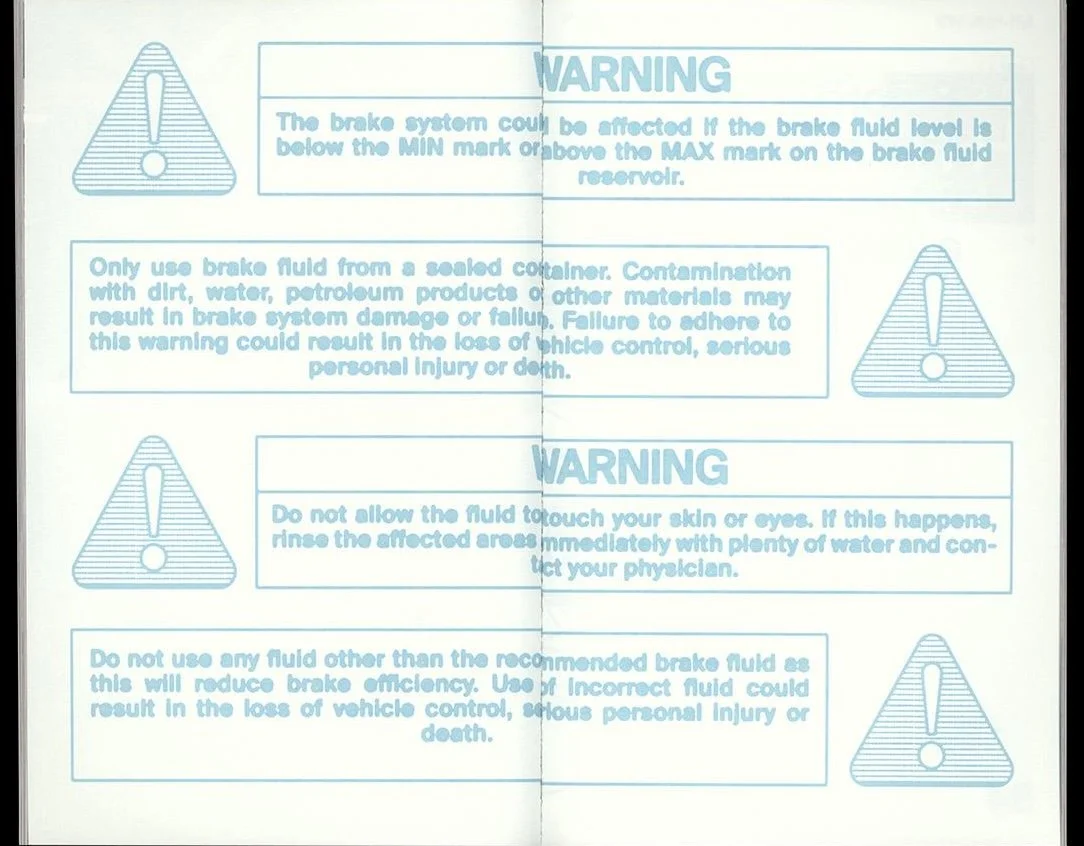 WARNING
The brake system could be affected if the brake fluid level is
below the MIN mark or above the MAX mark on the brake fluid
reservoir.
Only use brake fluid from a sealed container. Contamination
with dirt, water, petroleum products or other materials may
result in brake system damage or failure. Failure to adhere to
this warning could result in the loss of vehicle control, serious
personal injury or death.
WARNING
Do not allow the fluid to touch your skin or eyes. If this happens,
rinse the affected areas immediately with plenty of water and con-
tact your physician.
Do not use any fluid other than the recommended brake fluid as
this will reduce brake efficiency. Use of incorrect fluid could
result in the loss of vehicle control, serious personal injury or
death.